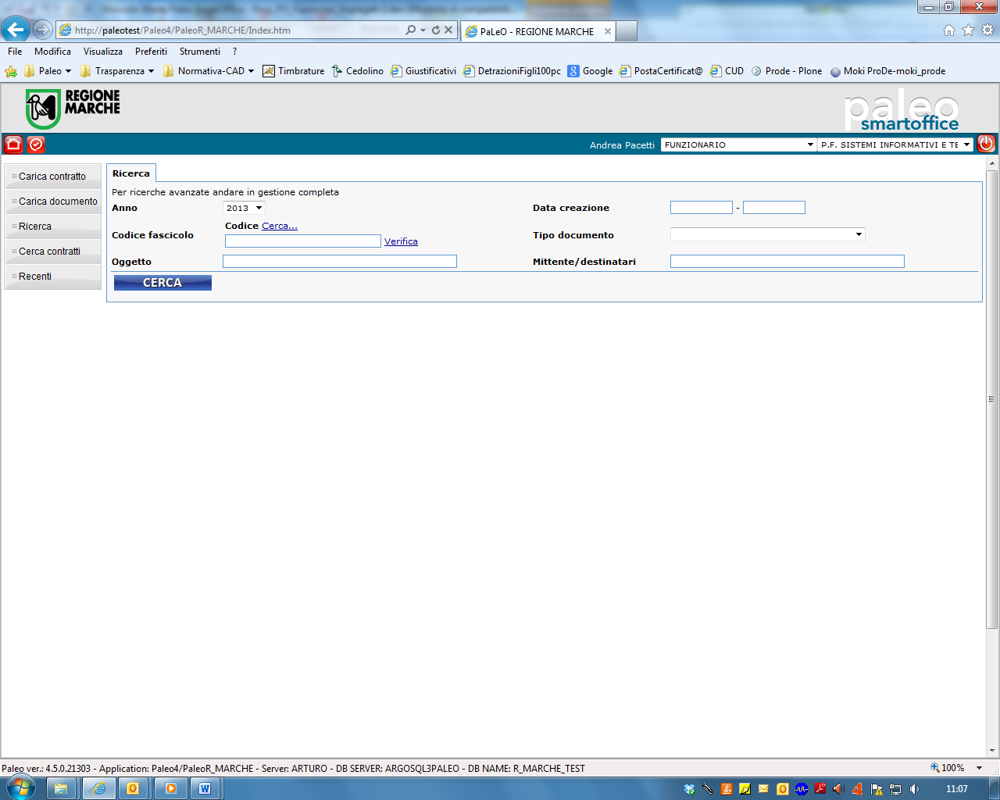 http://paleotest/Paleo4/PaleoR_MARCHE/Index.htm
PaLeO - REGIONE MARCHE
File Modifica Visualizza Preferiti Strumenti ?
Paleo Trasparenza Normativa-CAD Timbrature Cedolino Giustificativi DetrazioniFigli100pc Google PostaCertificat@ CUD Prode - Plone Moki ProDe-moki_prode
REGIONE
MARCHE
paleo
smartoffice
Andrea Pacetti FUNZIONARIO P.F. SISTEMI INFORMATIVI E TE
Carica contratto
Carica documento
Ricerca
Cerca contratti
Recenti
Ricerca
Per ricerche avanzate andare in gestione completa
Anno 2013 Data creazione -
Codice Cerca...
Codice fascicolo Verifica Tipo documento
Oggetto Mittente/destinatari
CERCA
Paleo ver.: 4.5.0.21303 - Application: Paleo4/PaleoR_MARCHE - Server: ARTURO - DB SERVER: ARGOSQL3PALEO - DB NAME: R_MARCHE_TEST
100%
11:07